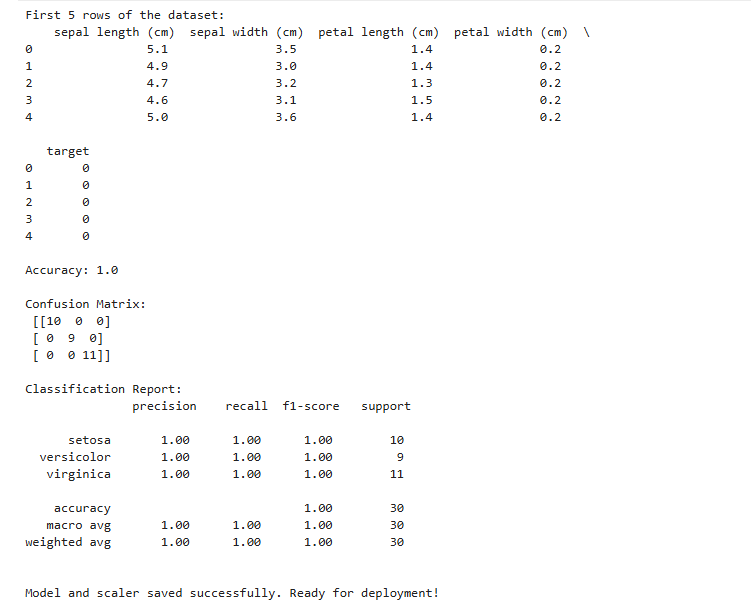 First 5 rows of the dataset:
    sepal length (cm)  sepal width (cm)  petal length (cm)  petal width (cm)  \
0                5.1               3.5                1.4               0.2
1                4.9               3.0                1.4               0.2
2                4.7               3.2                1.3               0.2
3                4.6               3.1                1.5               0.2
4                5.0               3.6                1.4               0.2
   target
0       0
1       0
2       0
3       0
4       0
Accuracy: 1.0
Confusion Matrix:
 [[10  0  0]
 [ 0  9  0]
 [ 0  0 11]]
Classification Report:
               precision    recall  f1-score   support
      setosa       1.00      1.00      1.00        10
  versicolor       1.00      1.00      1.00         9
   virginica       1.00      1.00      1.00        11
    accuracy                           1.00        30
   macro avg       1.00      1.00      1.00        30
weighted avg       1.00      1.00      1.00        30
Model and scaler saved successfully. Ready for deployment!